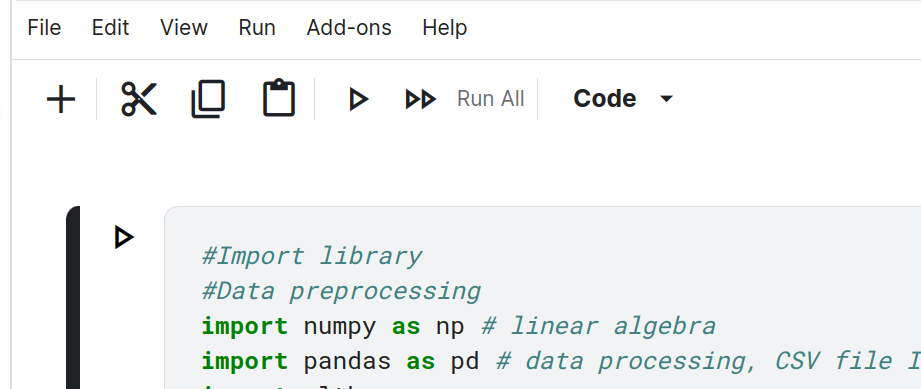 File Edit View Run Add-ons Help
Run All Code
#Import library
#Data preprocessing
import numpy as np # linear algebra
import pandas as pd # data processing, CSV file I